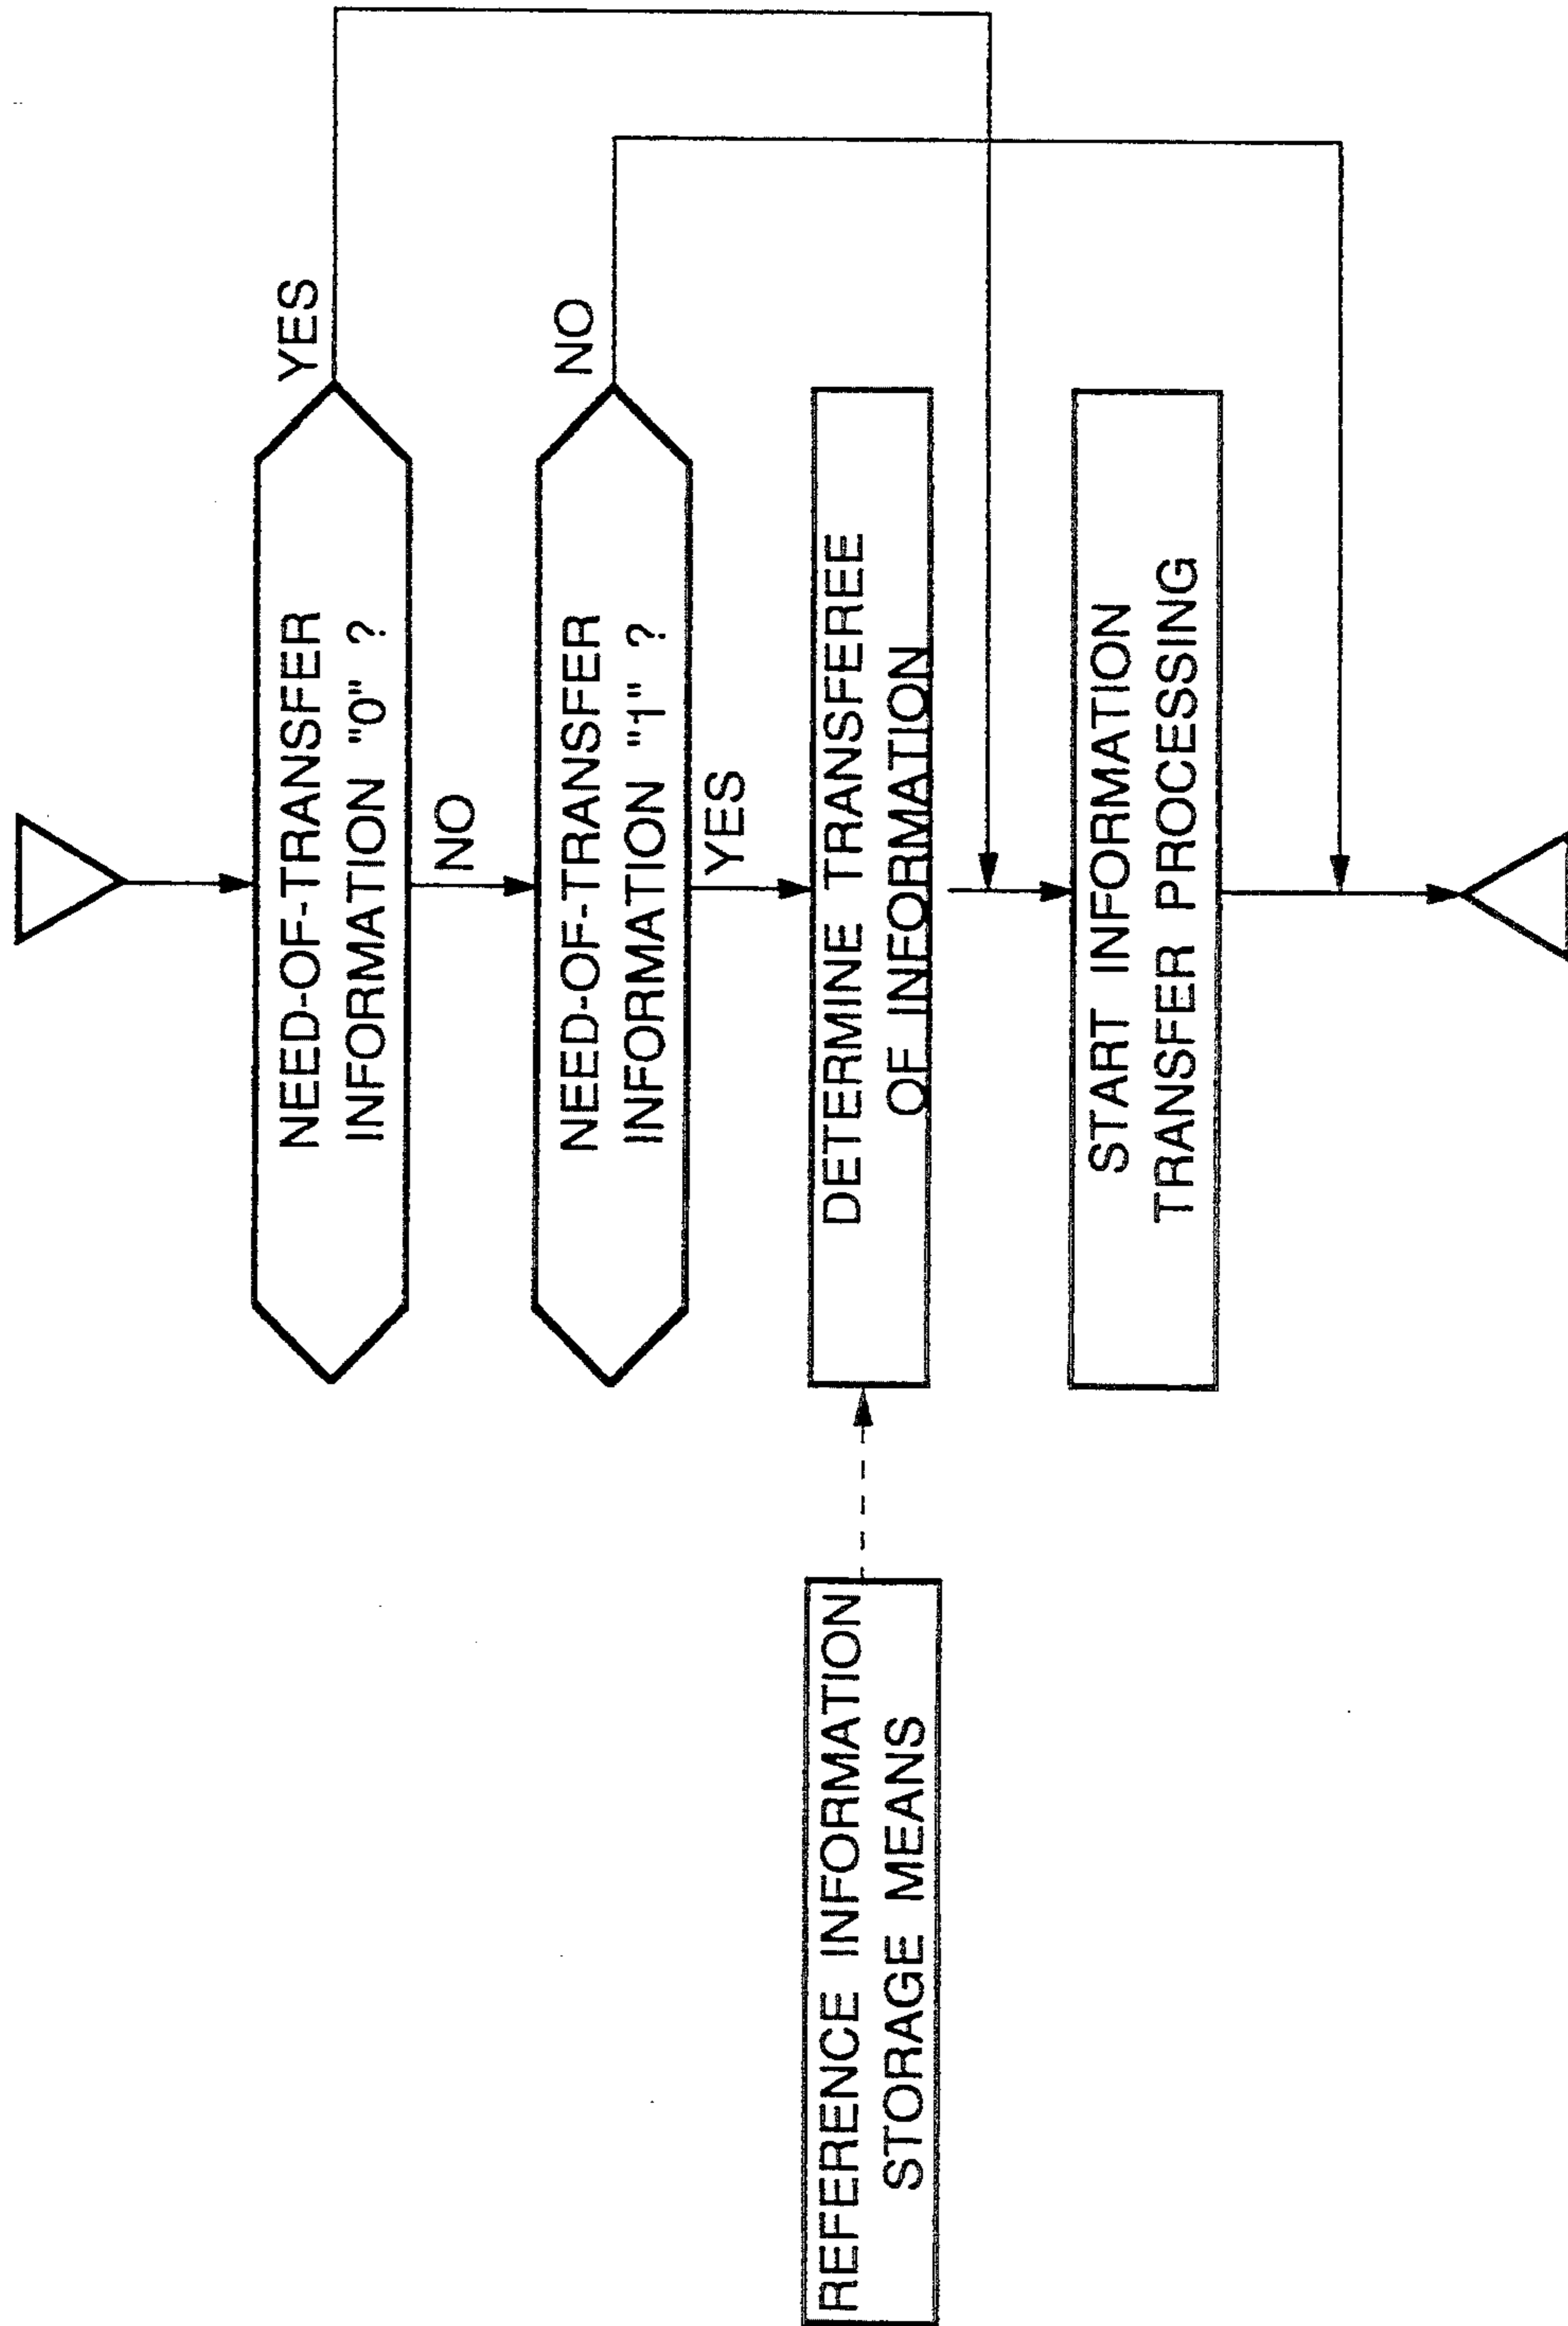 NEED-OF-TRANSFER
INFORMATION "0" ?
YES
NO
NEED-OF-TRANSFER
INFORMATION "1" ?
NO
YES
REFERENCE INFORMATION
STORAGE MEANS
DETERMINE TRANSFEREE
OF INFORMATION
START INFORMATION
TRANSFER PROCESSING